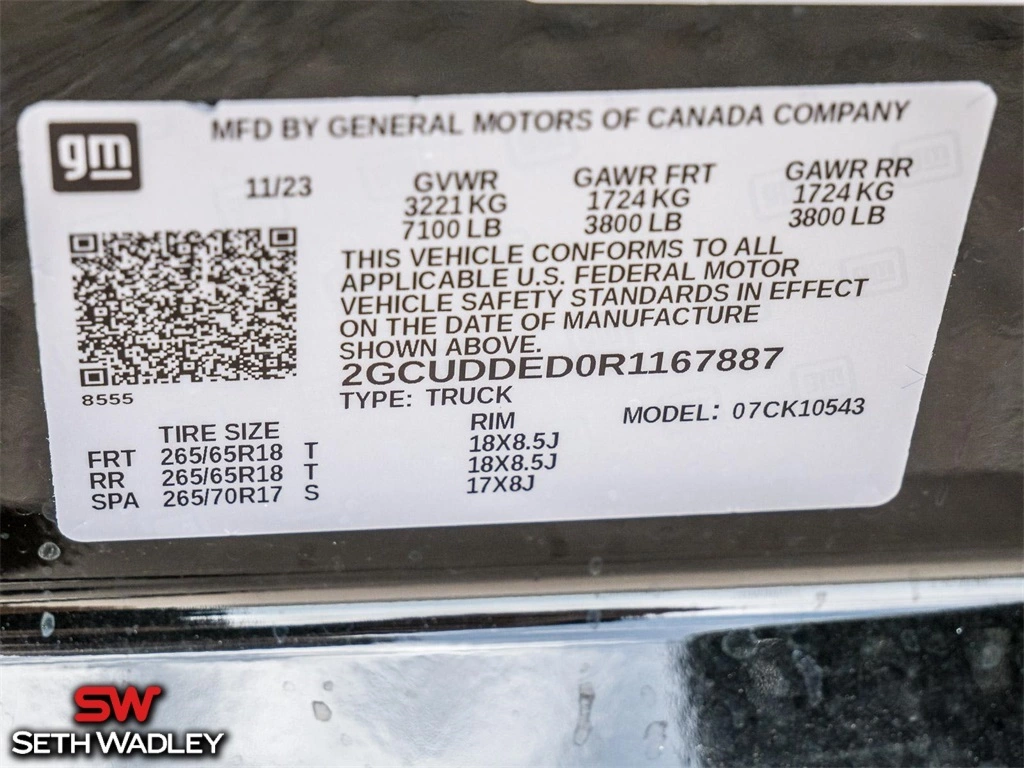 gm
MFD BY GENERAL MOTORS OF CANADA COMPANY
11/23
GVWR
3221 KG
7100 LB
GAWR FRT
1724 KG
3800 LB
GAWR RR
1724 KG
3800 LB
THIS VEHICLE CONFORMS TO ALL
APPLICABLE U.S. FEDERAL MOTOR
VEHICLE SAFETY STANDARDS IN EFFECT
ON THE DATE OF MANUFACTURE
SHOWN ABOVE.
2GCUDDED0R1167887
8555
TYPE: TRUCK
MODEL: 07CK10543
TIRE SIZE RIM
FRT 265/65R18 T 18X8.5J
RR 265/65R18 T 18X8.5J
SPA 265/70R17 S 17X8J
SW
SETH WADLEY